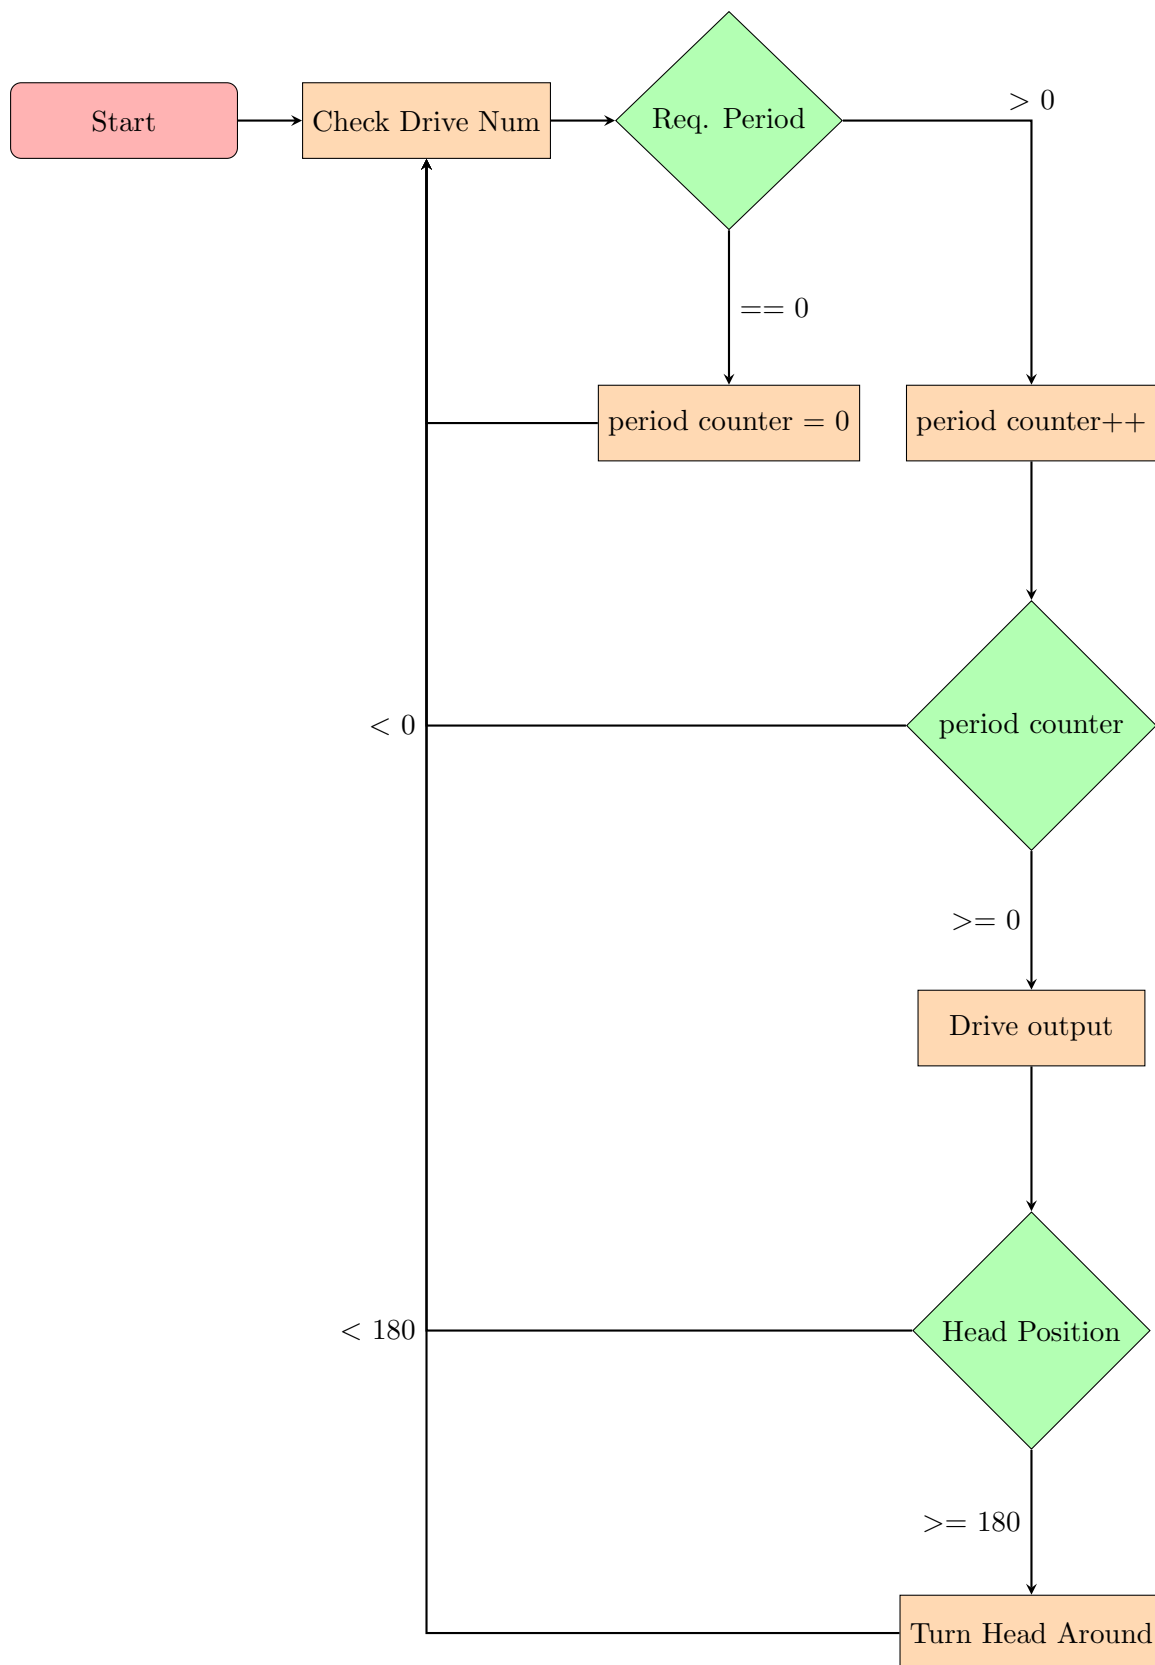 Start
Check Drive Num
Req. Period
> 0
== 0
period counter = 0
period counter++
< 0
period counter
>= 0
Drive output
< 180
Head Position
>= 180
Turn Head Around